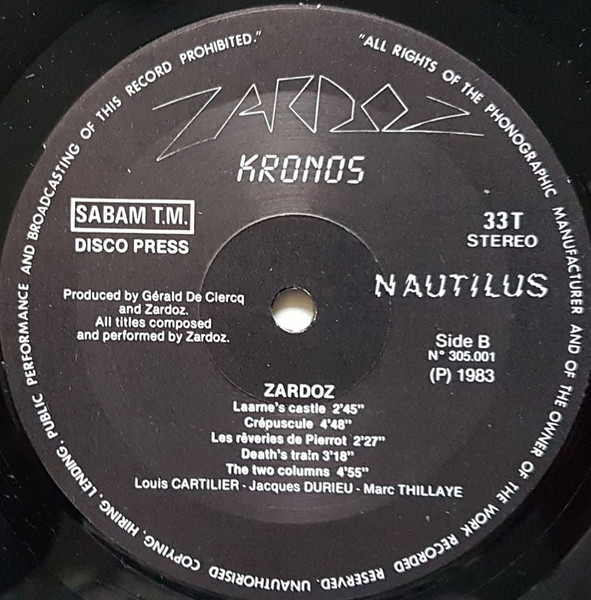 "ALL RIGHTS OF THE PHONOGRAPHIC MANUFACTURER AND OF THE OWNER OF THE WORK RECORDED RESERVED. UNAUTHORISED COPYING, HIRING, LENDING, PUBLIC PERFORMANCE AND BROADCASTING OF THIS RECORD PROHIBITED."
ZARDOZ
KRONOS
SABAM T.M.
DISCO PRESS
33T
STEREO
NAUTILUS
Produced by Gérald De Clercq
and Zardoz.
All titles composed
and performed by Zardoz.
Side B
N° 305.001
(P) 1983
ZARDOZ
Laarne's castle 2'45"
Crépuscule 4'48"
Les rêveries de Pierrot 2'27"
Death's train 3'18"
The two columns 4'55"
Louis CARTILIER - Jacques DURIEU - Marc THILLAYE